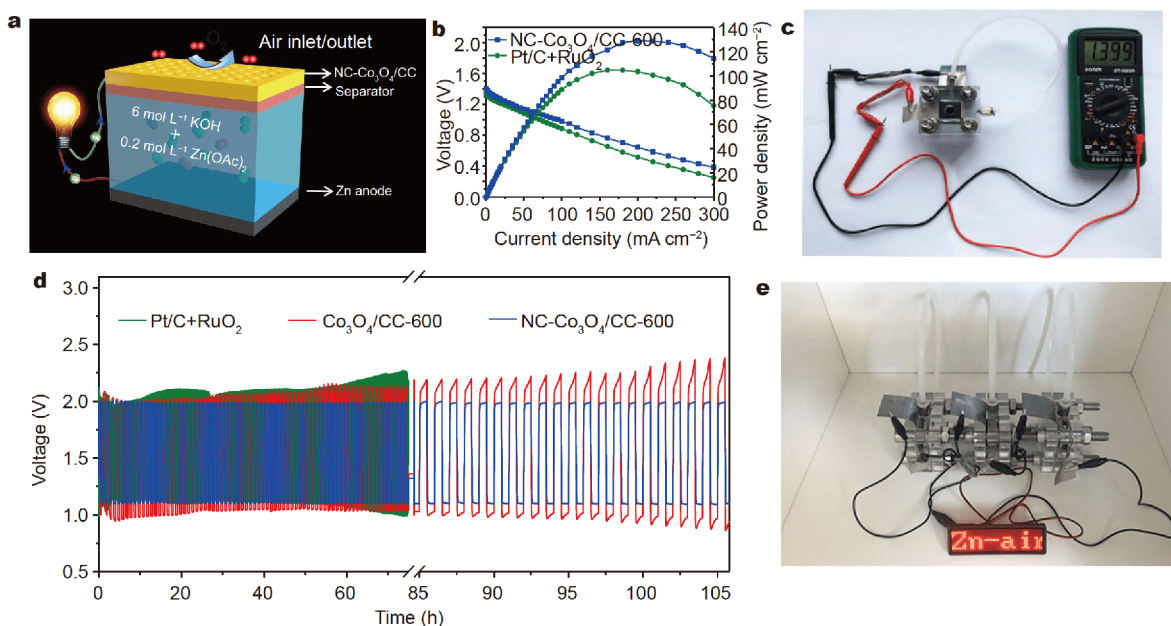 a
O₂
Air inlet/outlet
NC-Co₃O₄/CC
Separator
6 mol L⁻¹ KOH
+
0.2 mol L⁻¹ Zn(OAc)₂
Zn anode
b
NC-Co₃O₄/CC-600
Pt/C+RuO₂
2.0
1.6
1.2
0.8
0.4
0.0
Voltage (V)
140
120
100
80
60
40
20
0
Power density (mW cm⁻²)
0
50
100
150
200
250
300
Current density (mA cm⁻²)
c
1.399
d
Pt/C+RuO₂
Co₃O₄/CC-600
NC-Co₃O₄/CC-600
3.0
2.5
2.0
1.5
1.0
0.5
Voltage (V)
0
20
40
60
85
90
95
100
105
Time (h)
e
Zn-air